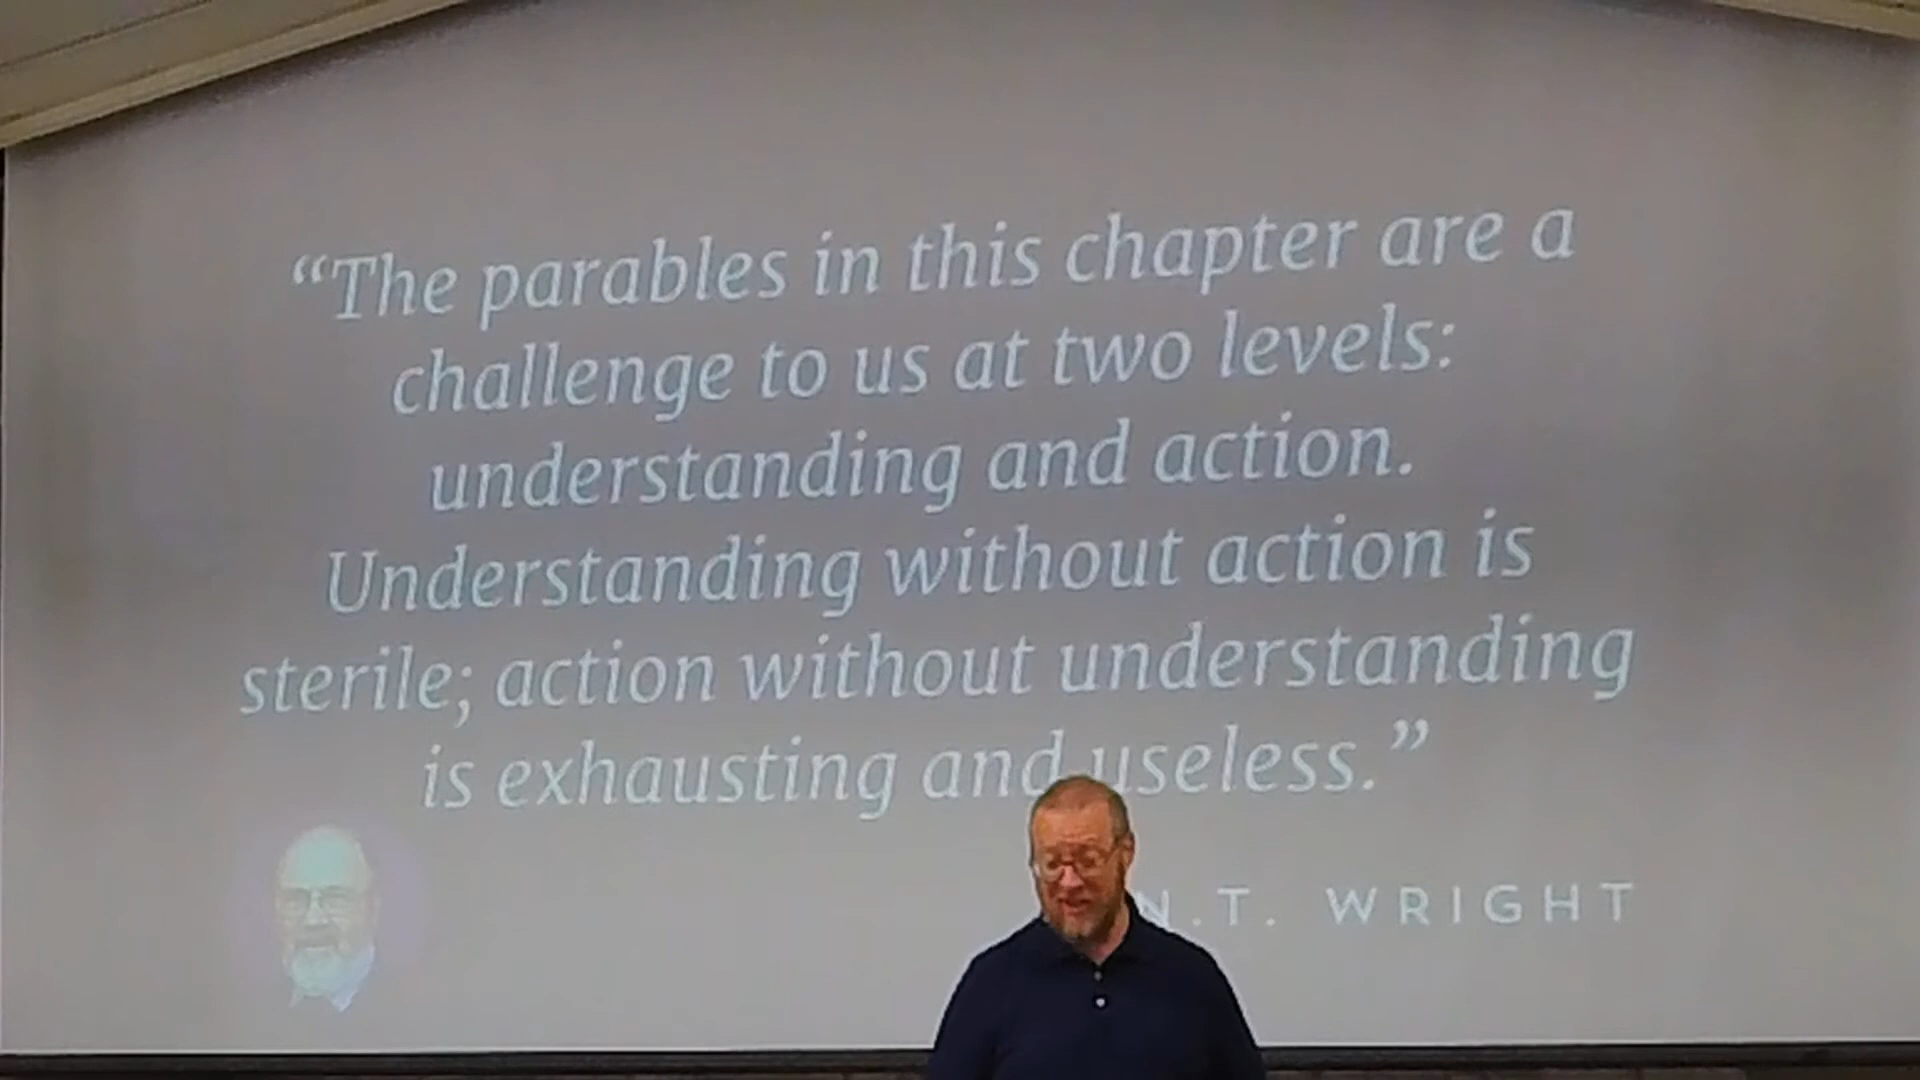 “The parables in this chapter are a
challenge to us at two levels:
understanding and action.
Understanding without action is
sterile; action without understanding
is exhausting and useless.”
N.T. WRIGHT